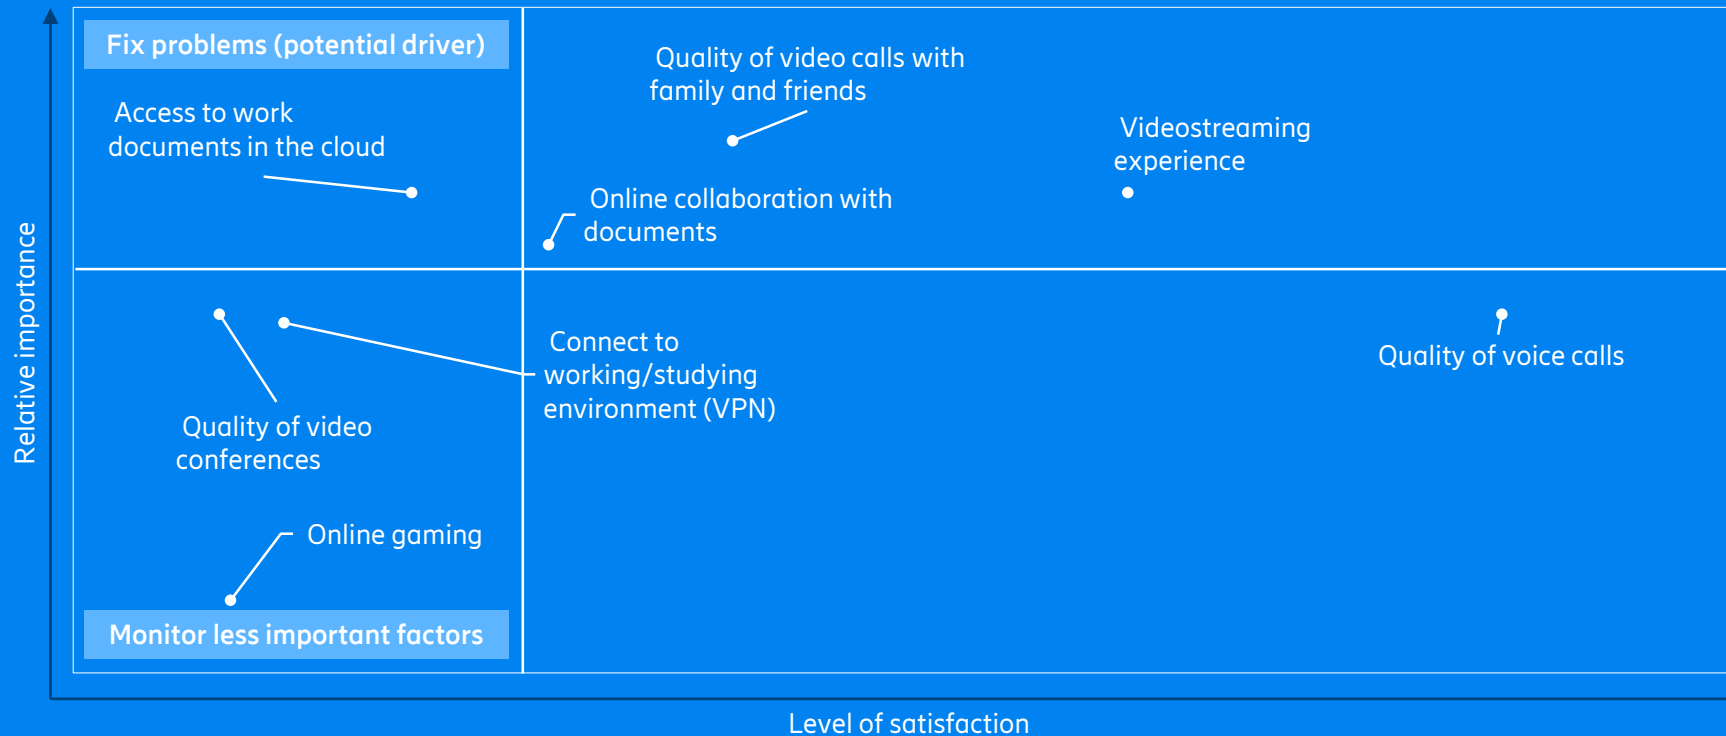 Fix problems (potential driver)
Quality of video calls with
family and friends
Access to work
documents in the cloud
Videostreaming
experience
Online collaboration with
documents
Relative importance
Connect to
working/studying
environment (VPN)
Quality of voice calls
Quality of video
conferences
Online gaming
Monitor less important factors
Level of satisfaction